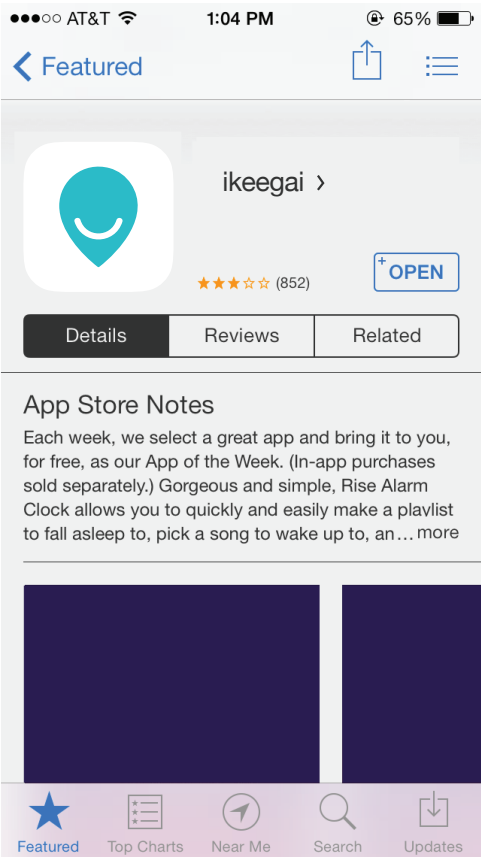 AT&T 1:04 PM 65%
Featured
ikeegai
(852)
+OPEN
Details Reviews Related
App Store Notes
Each week, we select a great app and bring it to you,
for free, as our App of the Week. (In-app purchases
sold separately.) Gorgeous and simple, Rise Alarm
Clock allows you to quickly and easily make a playlist
to fall asleep to, pick a song to wake up to, an… more
Featured Top Charts Near Me Search Updates